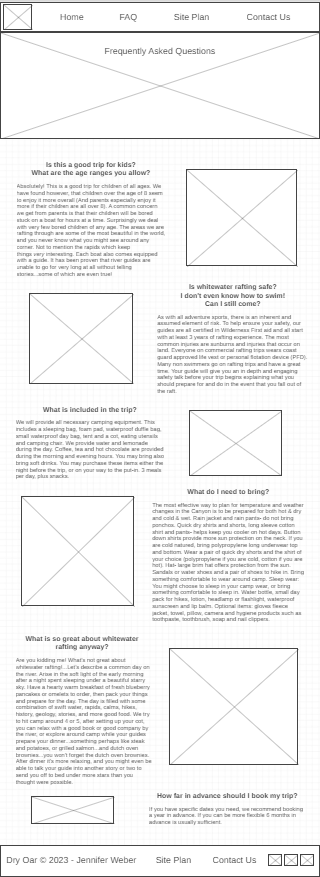 Home FAQ Site Plan Contact Us
Frequently Asked Questions
Is this a good trip for kids?
What are the age ranges you allow?
Absolutely! This is a good trip for children of all ages. We
have found however, that children over the age of 8 seem
to enjoy it more overall (And parents especially enjoy it
more if their children are all over 8). A common concern
we get from parents is that their children will be bored
stuck on a boat for hours at a time. Surprisingly we deal
with very few bored children of any age. The areas we are
rafting through are some of the most beautiful in the world,
and you never know what you might see around any
corner. Not to mention the rapids which keep
things very interesting. Each boat also comes equipped
with a guide. It has been proven that river guides are
unable to go for very long at all without telling
stories...some of which are even true!
Is whitewater rafting safe?
I don't even know how to swim!
Can I still come?
As with all adventure sports, there is an inherent and
assumed element of risk. To help ensure your safety, our
guides are all certified in Wilderness First Aid and all start
with at least 3 years of rafting experience. The most
common injuries are sunburns and injuries that occur on
land. Everyone on commercial rafting trips wears coast
guard approved life vest or personal flotation device (PFD).
Many non swimmers go on rafting trips and have a great
time. Your guide will give you an in depth and engaging
safety talk before your trip begins explaining what you
should prepare for and do in the event that you fall out of
the raft.
What is included in the trip?
We will provide all necessary camping equipment. This
includes a sleeping bag, foam pad, waterproof duffle bag,
small waterproof day bag, tent and a cot, eating utensils
and camping chair. We provide water and lemonade
during the day. Coffee, tea and hot chocolate are provided
during the morning and evening hours. You may bring also
bring soft drinks. You may purchase these items either the
night before the trip, or on your way to the put-in. 3 meals
per day, plus snacks.
What do I need to bring?
The most effective way to plan for temperature and weather
changes in the Canyon is to be prepared for both hot & dry
and cold & wet. Rain jacket and rain pants- do not bring
ponchos. Quick dry shirts and shorts, long sleeve cotton
shirt and pants- helps keep you cooler on hot days. Button
down shirts provide more sun protection on the neck. If you
are cold natured, bring polypropylene long underwear top
and bottom. Wear a pair of quick dry shorts and the shirt of
your choice (polypropylene if you are cold, cotton if you are
hot). Hat- large brim hat offers protection from the sun.
Sandals or water shoes and a pair of shoes to hike in. Bring
something comfortable to wear around camp. Sleep wear:
You might choose to sleep in your camp wear, or bring
something comfortable to sleep in. Water bottle, small day
pack for hikes, lotion, headlamp or flashlight, waterproof
sunscreen and lip balm. Optional items: gloves fleece
jacket, towel, pillow, camera and hygiene products such as
toothpaste, toothbrush, soap and nail clippers.
What is so great about whitewater
rafting anyway?
Are you kidding me! What's not great about
whitewater rafting!.. Let's describe a common day on
the river. Arise in the soft light of the early morning
after a night spent sleeping under a beautiful starry
sky. Have a hearty warm breakfast of fresh blueberry
pancakes or omelets to order, then pack your things
and prepare for the day. The day is filled with some
combination of swift water, rapids, calms, hikes,
history, geology, stories, and more good food. We try
to hit camp around 4 or 5, after setting up your cot,
you can relax with a good book or good company by
the river, or explore around camp while your guides
prepare your dinner...something perhaps like steak
and potatoes, or grilled salmon...and dutch oven
brownies...you won't forget the dutch oven brownies.
After dinner it's more relaxing, and you might even be
able to talk your guide into another story or two to
send you off to bed under more stars than you
thought were possible.
How far in advance should I book my trip?
If you have specific dates you need, we recommend booking
a year in advance. If you can be more flexible 6 months in
advance is usually sufficient.
Dry Oar © 2023 - Jennifer Weber Site Plan Contact Us